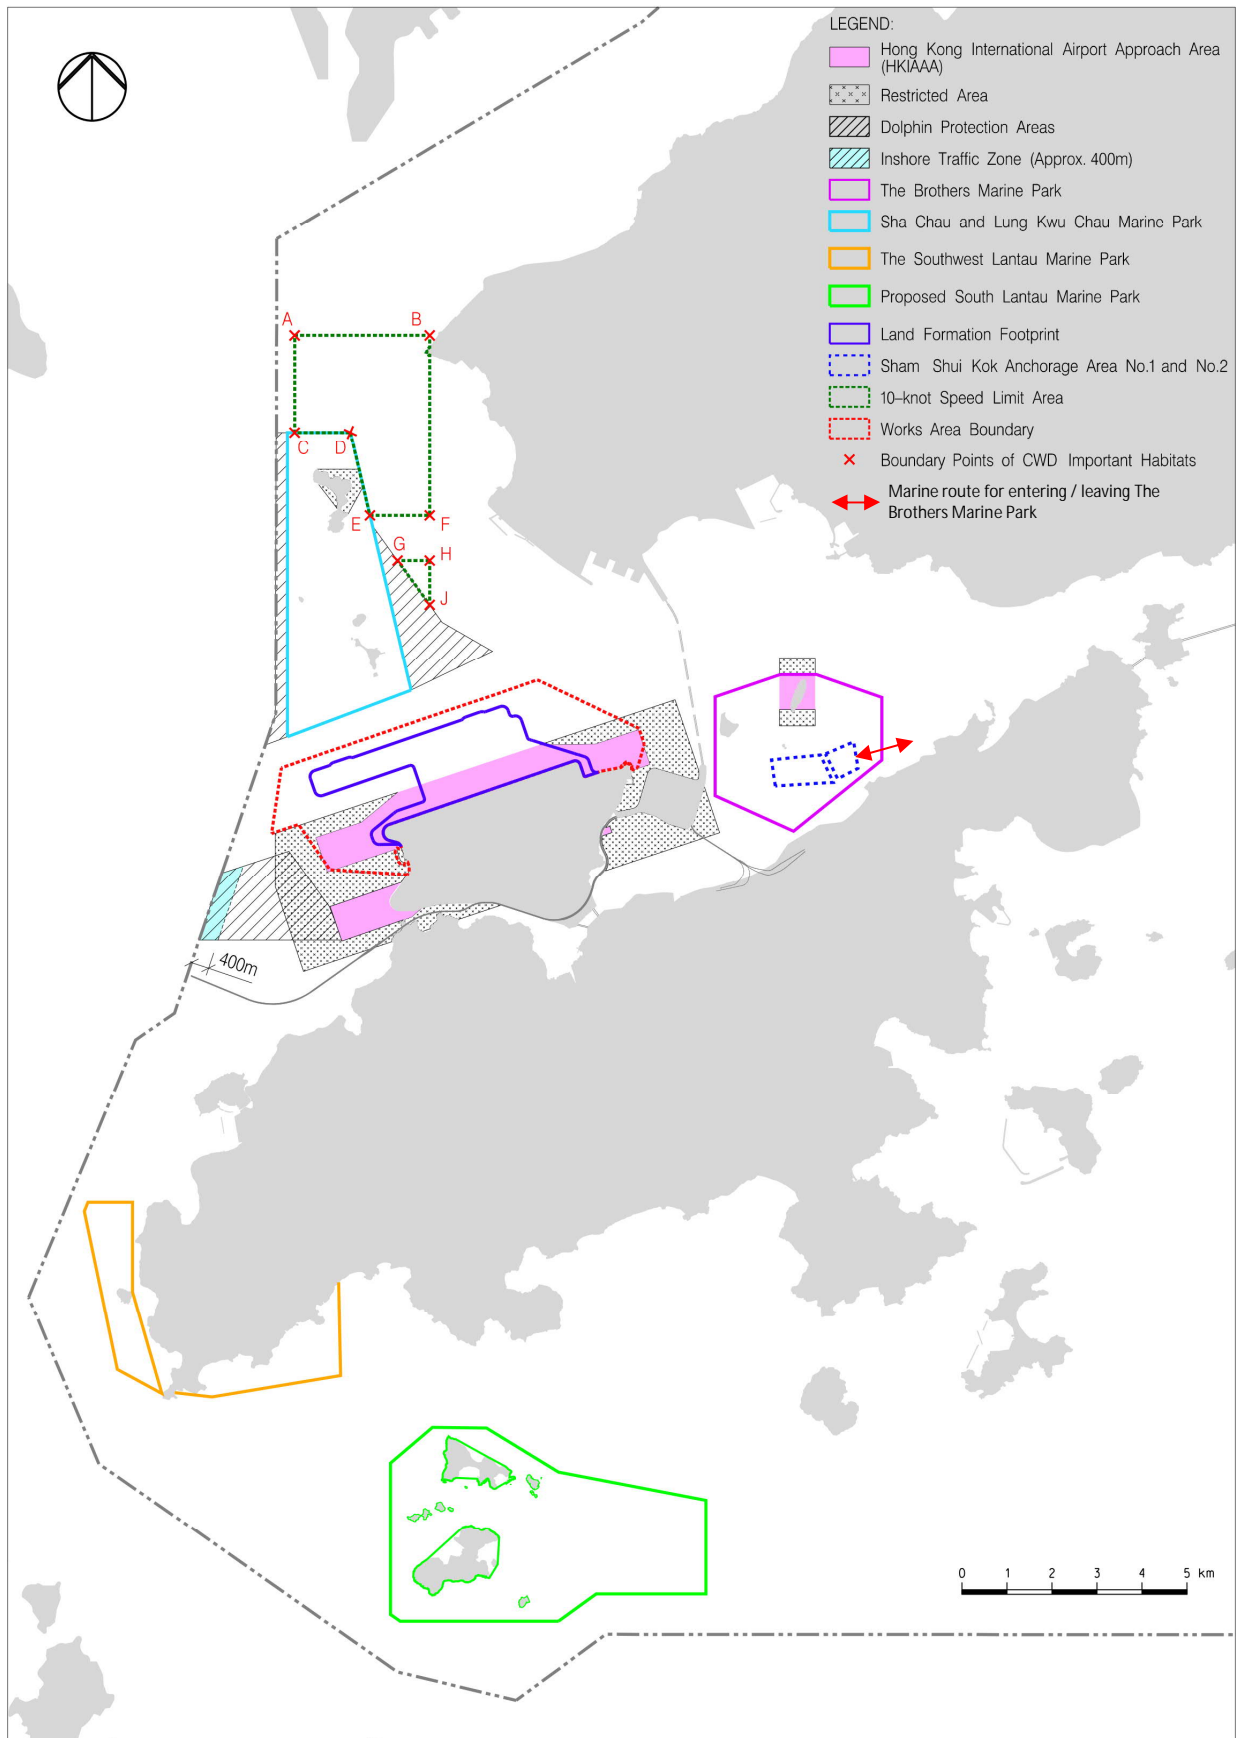 LEGEND:
Hong Kong International Airport Approach Area
(HKIAAA)
Restricted Area
Dolphin Protection Areas
Inshore Traffic Zone (Approx. 400m)
The Brothers Marine Park
Sha Chau and Lung Kwu Chau Marine Park
The Southwest Lantau Marine Park
Proposed South Lantau Marine Park
Land Formation Footprint
Sham Shui Kok Anchorage Area No.1 and No.2
10-knot Speed Limit Area
Works Area Boundary
Boundary Points of CWD Important Habitats
Marine route for entering / leaving The
Brothers Marine Park
A
B
C
D
E
F
G
H
J
400m
0 1 2 3 4 5 km